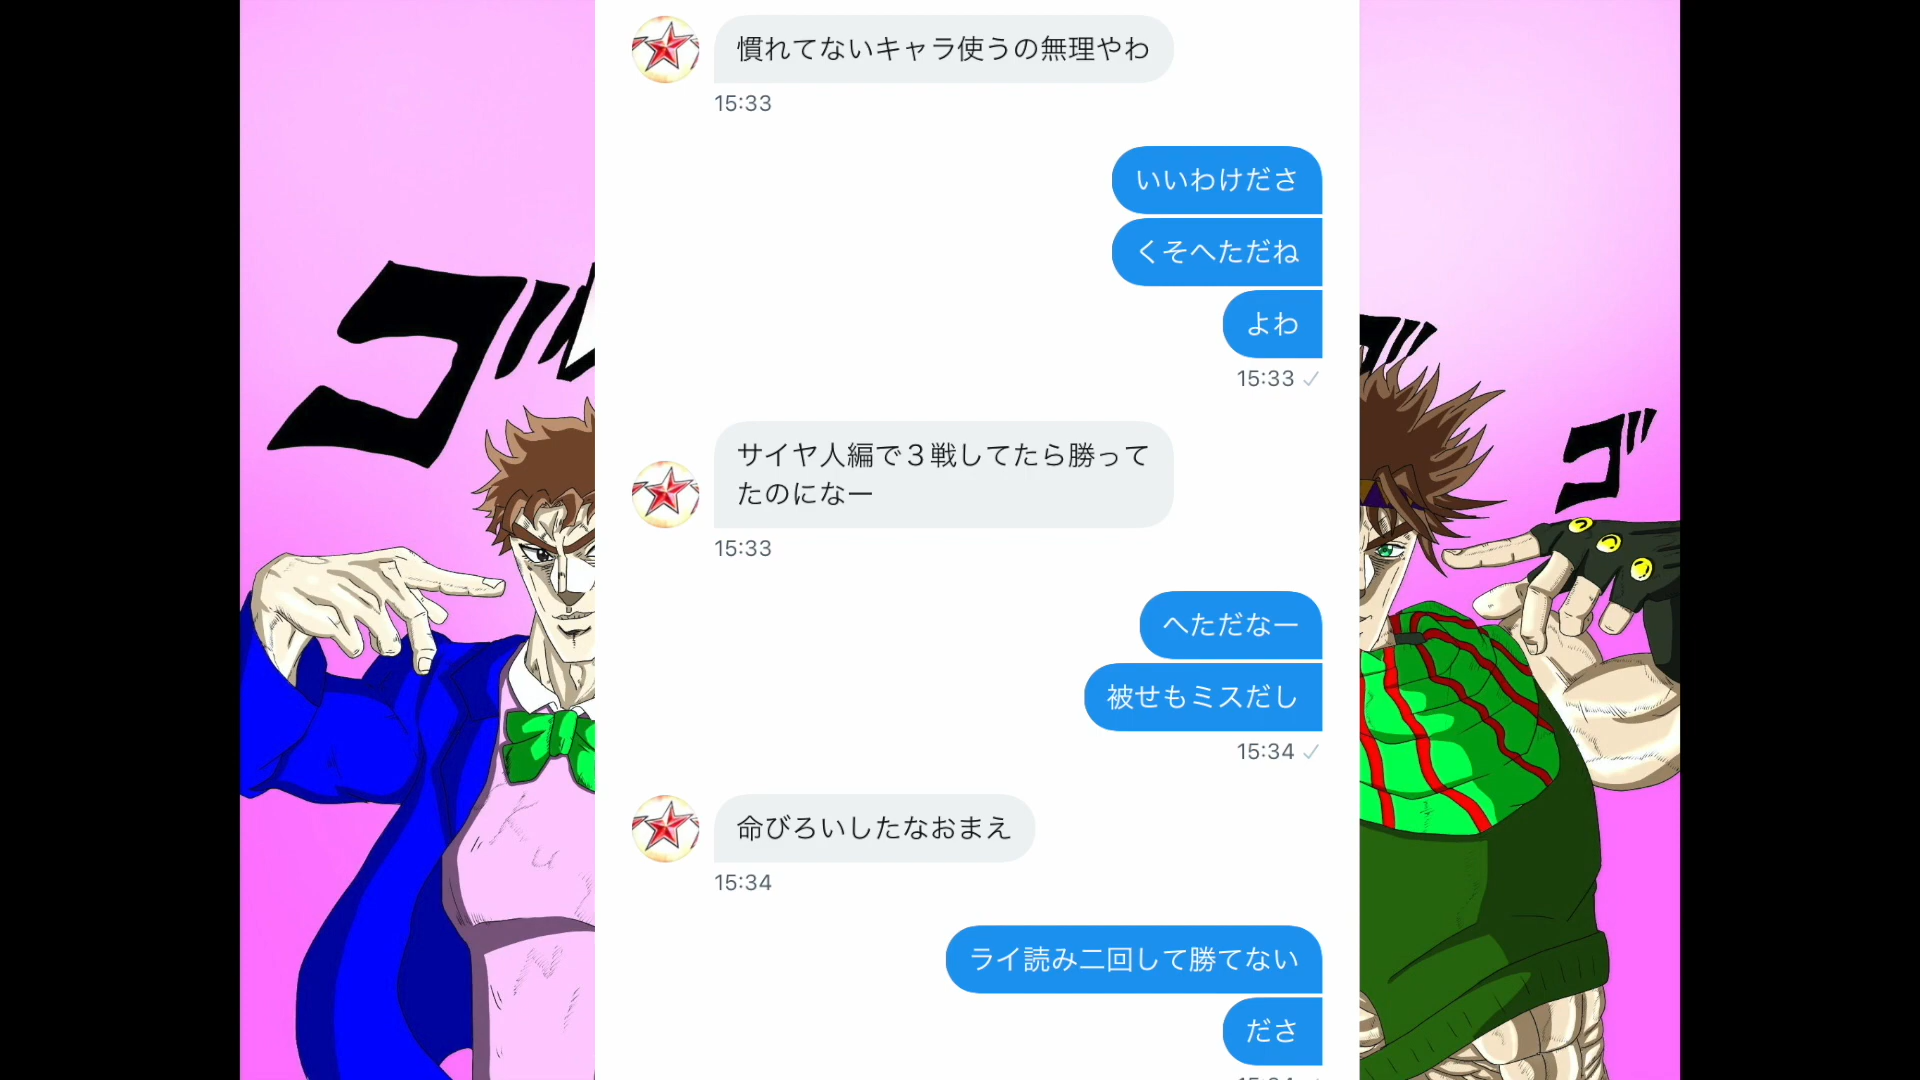 慣れてないキャラ使うの無理やわ
15:33
いいわけださ
くそへただね
よわ
15:33
サイヤ人編で３戦してたら勝って
たのになー
15:33
へただなー
被せもミスだし
15:34
命びろいしたなおまえ
15:34
ライ読み二回して勝てない
ださ
ゴ
ゴ